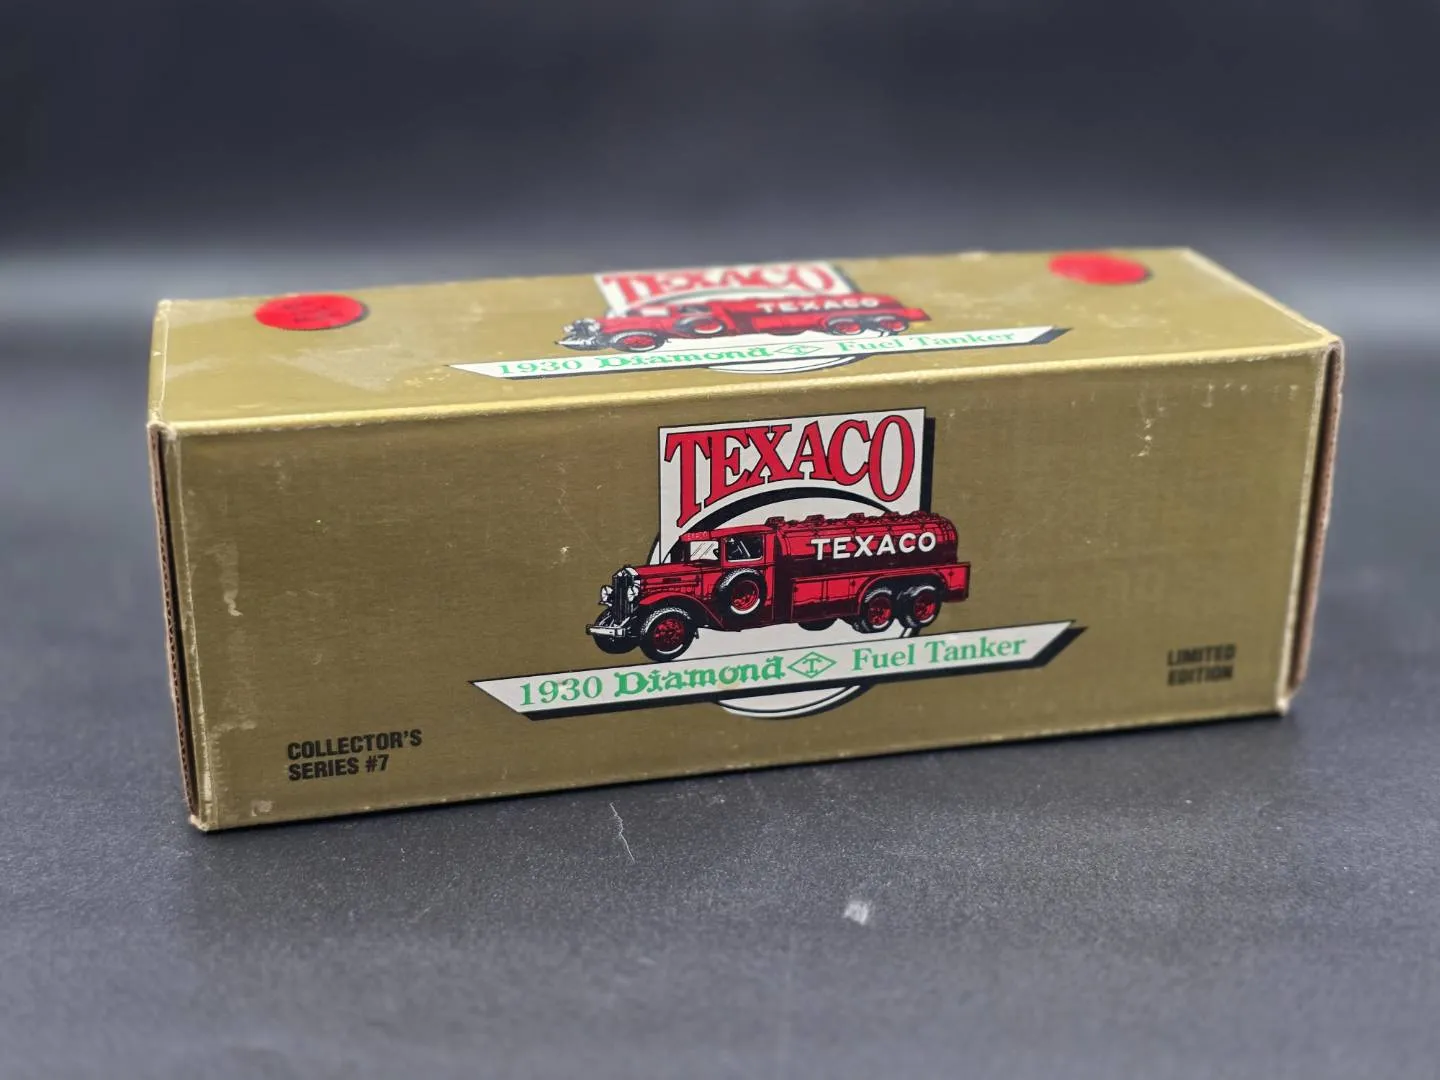 TEXACO
TEXACO
1930 Diamond T Fuel Tanker
TEXACO
TEXACO
1930 Diamond T Fuel Tanker
COLLECTOR'S
SERIES #7
LIMITED
EDITION